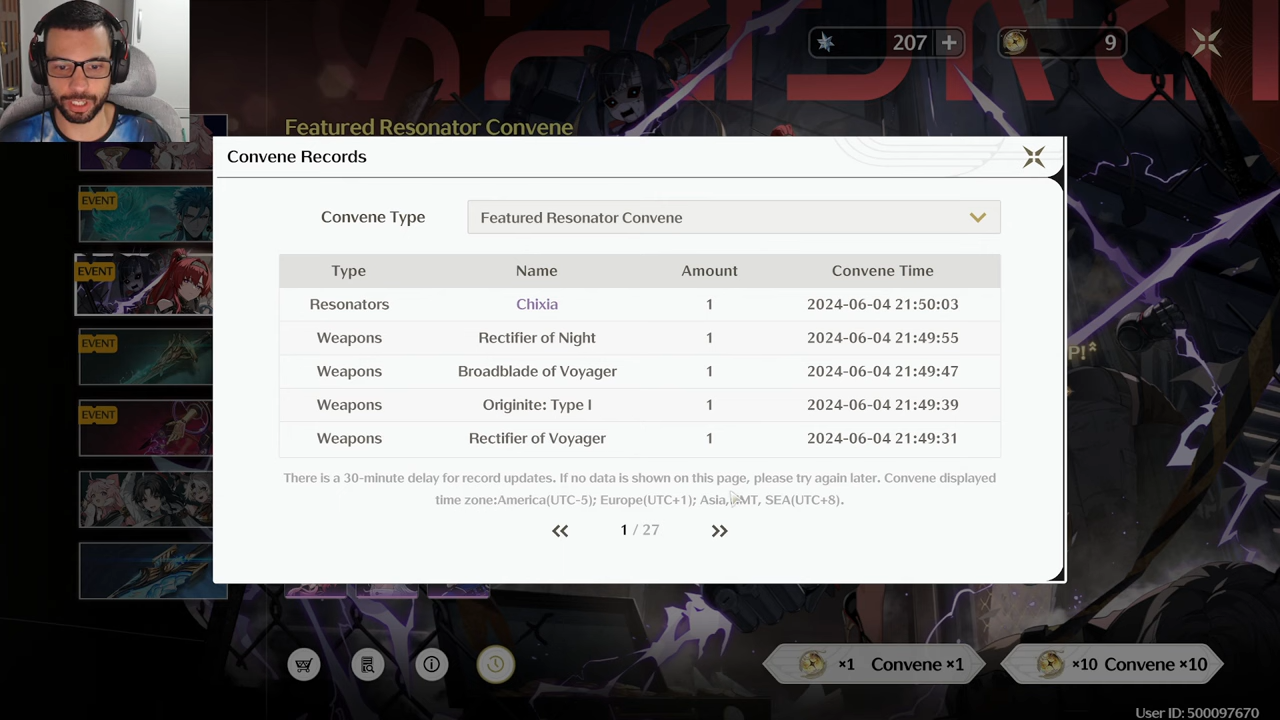 207
9
Featured Resonator Convene
EVENT
EVENT
EVENT
EVENT
Convene Records
Convene Type
Featured Resonator Convene
Type Name Amount Convene Time
Resonators Chixia 1 2024-06-04 21:50:03
Weapons Rectifier of Night 1 2024-06-04 21:49:55
Weapons Broadblade of Voyager 1 2024-06-04 21:49:47
Weapons Originite: Type I 1 2024-06-04 21:49:39
Weapons Rectifier of Voyager 1 2024-06-04 21:49:31
There is a 30-minute delay for record updates. If no data is shown on this page, please try again later. Convene displayed
time zone:America(UTC-5); Europe(UTC+1); Asia, SEA(UTC+8).
1 / 27
×1 Convene ×1
×10 Convene ×10
User ID: 500097670